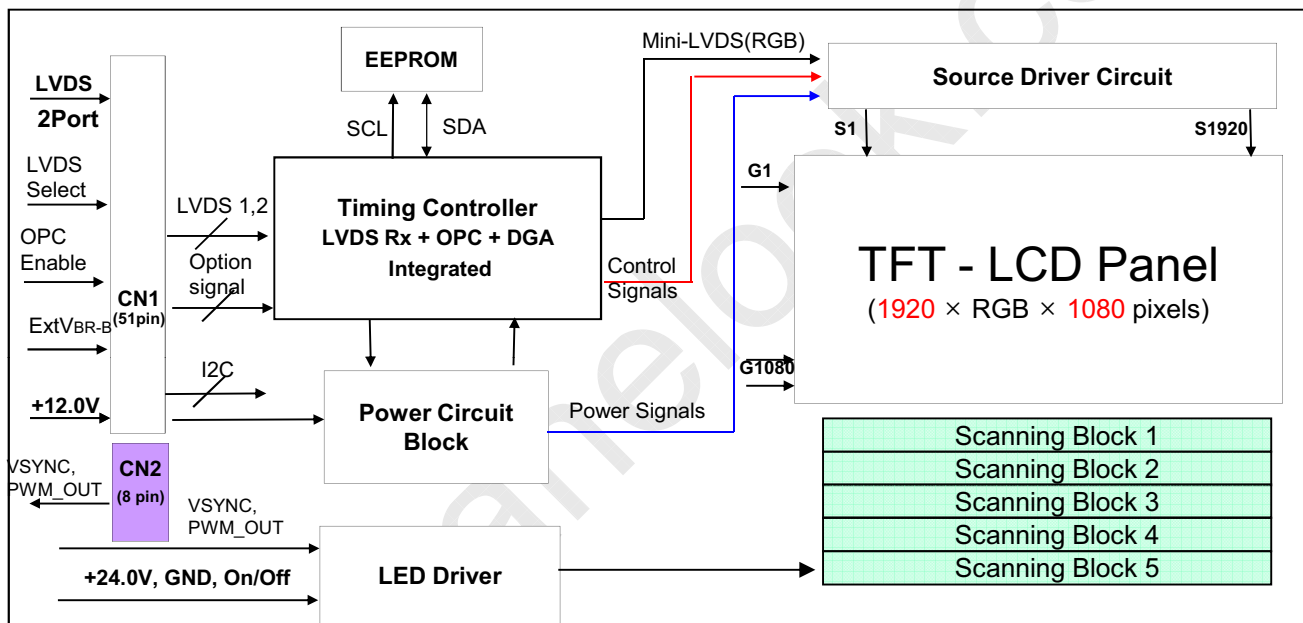 EEPROM
Mini-LVDS(RGB)
Source Driver Circuit
LVDS
2Port
SCL
SDA
S1
S1920
LVDS
Select
G1
LVDS 1,2
Timing Controller
LVDS Rx + OPC + DGA
Integrated
OPC
Enable
Option
signal
Control
Signals
TFT - LCD Panel
(1920 × RGB × 1080 pixels)
CN1
(51pin)
ExtVBR-B
G1080
I2C
+12.0V
Power Circuit
Block
Power Signals
Scanning Block 1
Scanning Block 2
Scanning Block 3
Scanning Block 4
Scanning Block 5
CN2
(8 pin)
VSYNC,
PWM_OUT
VSYNC,
PWM_OUT
+24.0V, GND, On/Off
LED Driver